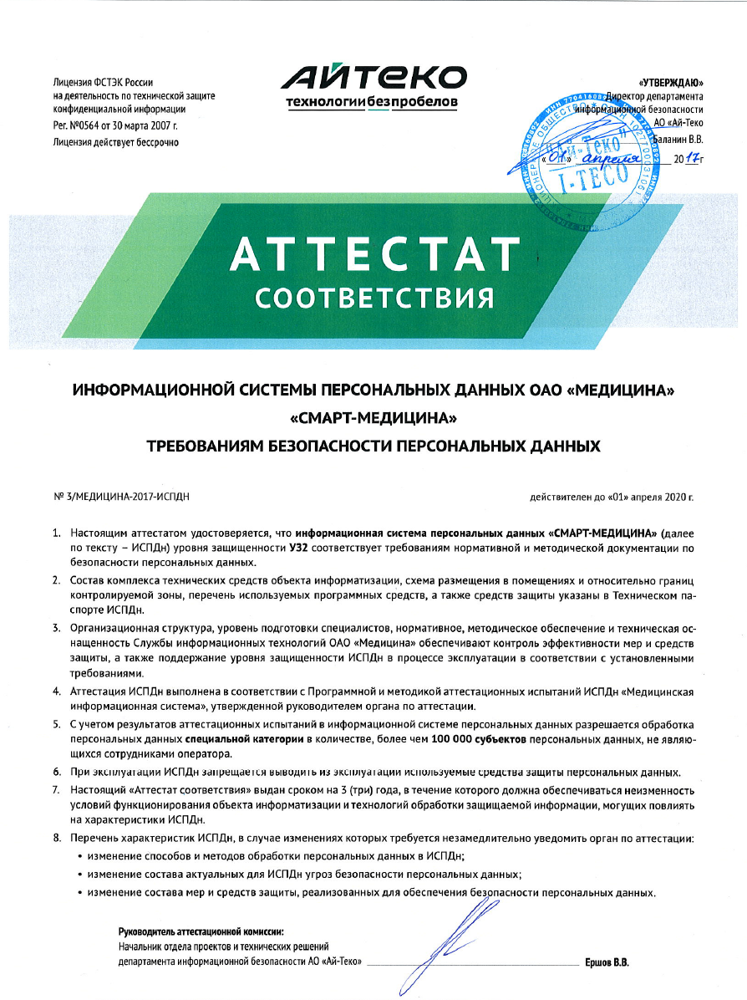 Лицензия ФСТЭК России
на деятельность по технической защите
конфиденциальной информации
Рег. №0564 от 30 марта 2007 г.
Лицензия действует бессрочно
АЙТЕКО
технологиибезпробелов
«УТВЕРЖДАЮ»
Директор департамента
информационной безопасности
АО «Ай-Теко
Баланин В.В.
«01» апреля 2017г
"Ай-Теко"
I-TECO
АТТЕСТАТ
СООТВЕТСТВИЯ
ИНФОРМАЦИОННОЙ СИСТЕМЫ ПЕРСОНАЛЬНЫХ ДАННЫХ ОАО «МЕДИЦИНА»
«СМАРТ-МЕДИЦИНА»
ТРЕБОВАНИЯМ БЕЗОПАСНОСТИ ПЕРСОНАЛЬНЫХ ДАННЫХ
№ 3/МЕДИЦИНА-2017-ИСПДН
действителен до «01» апреля 2020 г.
1. Настоящим аттестатом удостоверяется, что информационная система персональных данных «СМАРТ-МЕДИЦИНА» (далее
по тексту – ИСПДн) уровня защищенности УЗ2 соответствует требованиям нормативной и методической документации по
безопасности персональных данных.
2. Состав комплекса технических средств объекта информатизации, схема размещения в помещениях и относительно границ
контролируемой зоны, перечень используемых программных средств, а также средств защиты указаны в Техническом па-
спорте ИСПДн.
3. Организационная структура, уровень подготовки специалистов, нормативное, методическое обеспечение и техническая ос-
нащенность Службы информационных технологий ОАО «Медицина» обеспечивают контроль эффективности мер и средств
защиты, а также поддержание уровня защищенности ИСПДн в процессе эксплуатации в соответствии с установленными
требованиями.
4. Аттестация ИСПДн выполнена в соответствии с Программной и методикой аттестационных испытаний ИСПДн «Медицинская
информационная система», утвержденной руководителем органа по аттестации.
5. С учетом результатов аттестационных испытаний в информационной системе персональных данных разрешается обработка
персональных данных специальной категории в количестве, более чем 100 000 субъектов персональных данных, не являю-
щихся сотрудниками оператора.
6. При эксплуатации ИСПДн запрещается выводить из эксплуатации используемые средства защиты персональных данных.
7. Настоящий «Аттестат соответствия» выдан сроком на 3 (три) года, в течение которого должна обеспечиваться неизменность
условий функционирования объекта информатизации и технологий обработки защищаемой информации, могущих повлиять
на характеристики ИСПДн.
8. Перечень характеристик ИСПДн, в случае изменениях которых требуется незамедлительно уведомить орган по аттестации:
• изменение способов и методов обработки персональных данных в ИСПДн;
• изменение состава актуальных для ИСПДн угроз безопасности персональных данных;
• изменение состава мер и средств защиты, реализованных для обеспечения безопасности персональных данных.
Руководитель аттестационной комиссии:
Начальник отдела проектов и технических решений
департамента информационной безопасности АО «Ай-Теко» Ершов В.В.